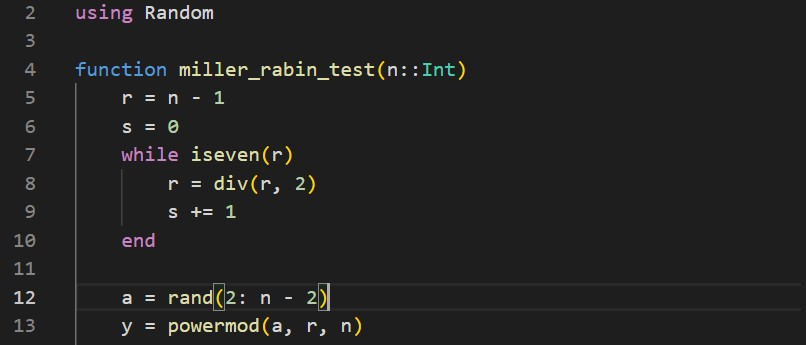 2 using Random
3
4 function miller_rabin_test(n::Int)
5 r = n - 1
6 s = 0
7 while iseven(r)
8 r = div(r, 2)
9 s += 1
10 end
11
12 a = rand(2: n - 2)
13 y = powermod(a, r, n)